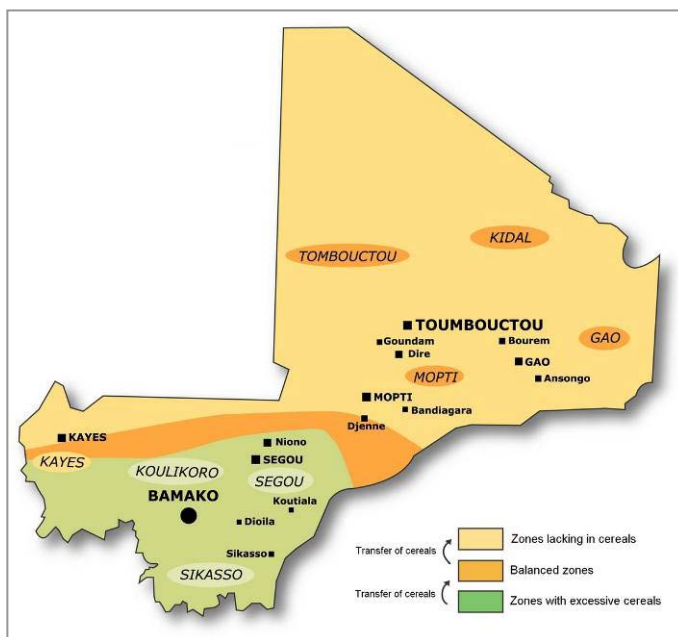 KIDAL
TOMBOUCTOU
TOUMBOUCTOU
Goundam
Bourem
GAO
Dire
GAO
MOPTI
Ansongo
MOPTI
Bandiagara
Djenne
KAYES
Niono
KAYES
SEGOU
KOULIKORO
SEGOU
BAMAKO
Koutiala
Dioila
Sikasso
SIKASSO
Transfer of cereals
Zones lacking in cereals
Balanced zones
Transfer of cereals
Zones with excessive cereals